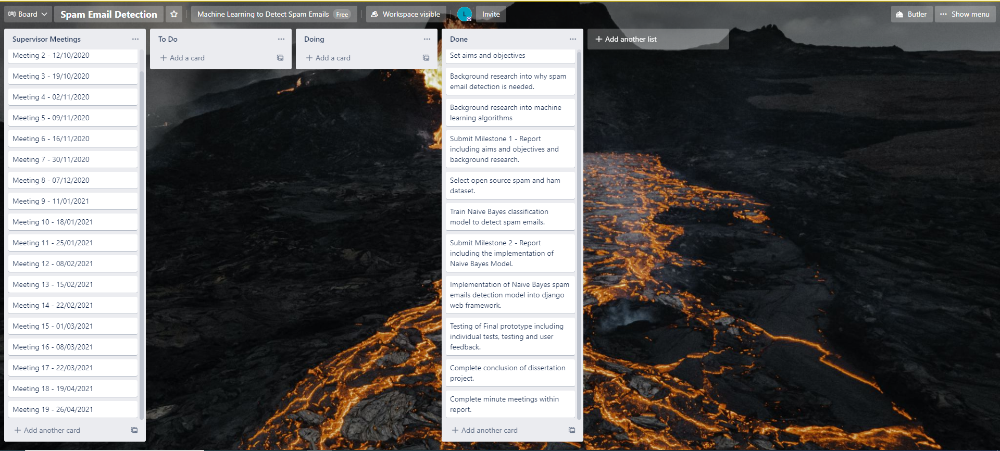 Board
Spam Email Detection
Machine Learning to Detect Spam Emails Free
Workspace visible
L
Invite
Butler
Show menu
Supervisor Meetings
Meeting 2 - 12/10/2020
Meeting 3 - 19/10/2020
Meeting 4 - 02/11/2020
Meeting 5 - 09/11/2020
Meeting 6 - 16/11/2020
Meeting 7 - 30/11/2020
Meeting 8 - 07/12/2020
Meeting 9 - 11/01/2021
Meeting 10 - 18/01/2021
Meeting 11 - 25/01/2021
Meeting 12 - 08/02/2021
Meeting 13 - 15/02/2021
Meeting 14 - 22/02/2021
Meeting 15 - 01/03/2021
Meeting 16 - 08/03/2021
Meeting 17 - 22/03/2021
Meeting 18 - 19/04/2021
Meeting 19 - 26/04/2021
+ Add another card
To Do
+ Add a card
Doing
+ Add a card
Done
Set aims and objectives
Background research into why spam
email detection is needed.
Background research into machine
learning algorithms
Submit Milestone 1 - Report
including aims and objectives and
background research.
Select open source spam and ham
dataset.
Train Naive Bayes classification
model to detect spam emails.
Submit Milestone 2 - Report
including the implementation of
Naive Bayes Model.
Implementation of Naive Bayes spam
emails detection model into django
web framework.
Testing of Final prototype including
individual tests, testing and user
feedback.
Complete conclusion of dissertation
project.
Complete minute meetings within
report.
+ Add another card
+ Add another list